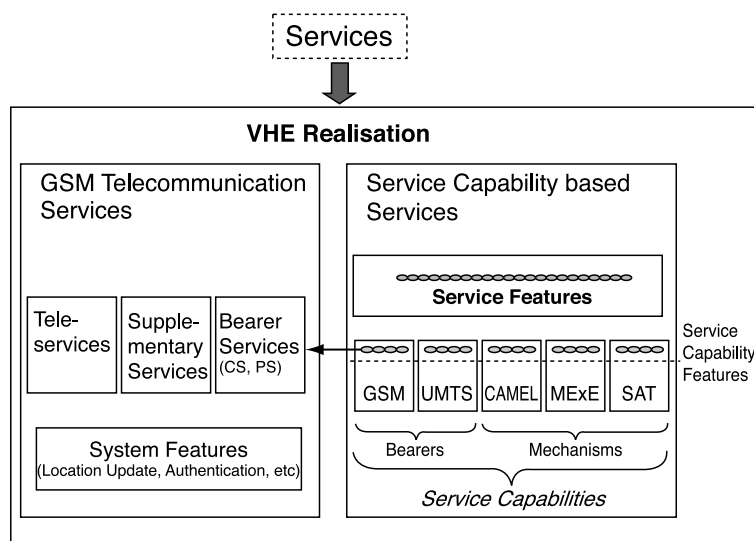 Services
VHE Realisation
GSM Telecommunication
Services
Tele-
services
Supple-
mentary
Services
Bearer
Services
(CS, PS)
System Features
(Location Update, Authentication, etc)
Service Capability based
Services
Service Features
GSM
UMTS
CAMEL
MExE
SAT
Service
Capability
Features
Bearers
Mechanisms
Service Capabilities